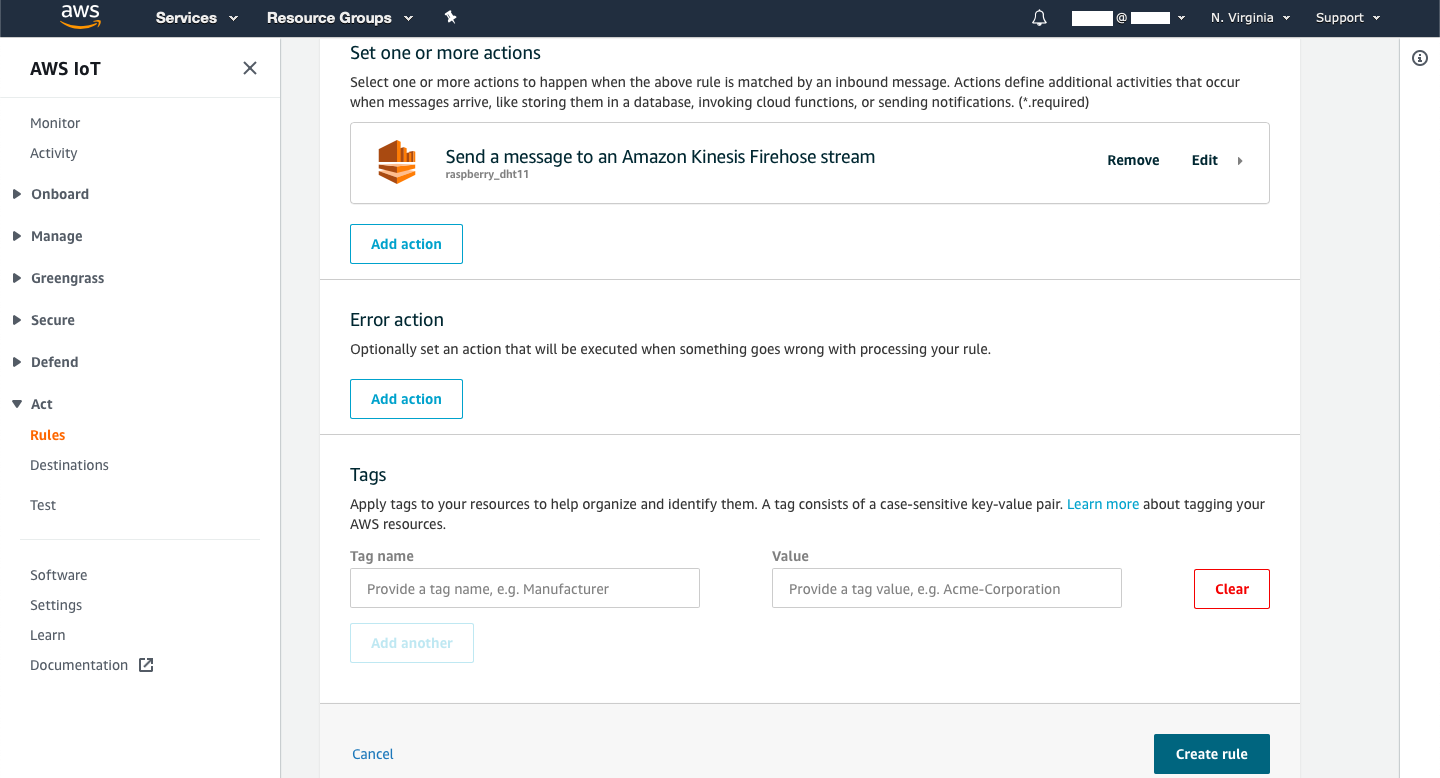 aws
Services
Resource Groups
@
N. Virginia
Support
AWS IoT
Monitor
Activity
Onboard
Manage
Greengrass
Secure
Defend
Act
Rules
Destinations
Test
Software
Settings
Learn
Documentation
Set one or more actions
Select one or more actions to happen when the above rule is matched by an inbound message. Actions define additional activities that occur
when messages arrive, like storing them in a database, invoking cloud functions, or sending notifications. (*.required)
Send a message to an Amazon Kinesis Firehose stream
raspberry_dht11
Remove
Edit
Add action
Error action
Optionally set an action that will be executed when something goes wrong with processing your rule.
Add action
Tags
Apply tags to your resources to help organize and identify them. A tag consists of a case-sensitive key-value pair. Learn more about tagging your
AWS resources.
Tag name
Value
Provide a tag name, e.g. Manufacturer
Provide a tag value, e.g. Acme-Corporation
Clear
Add another
Cancel
Create rule